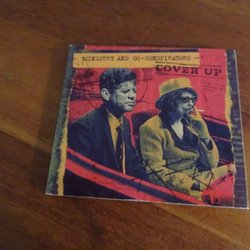 MINISTRY AND CO-CONSPIRATORS
COVER UP